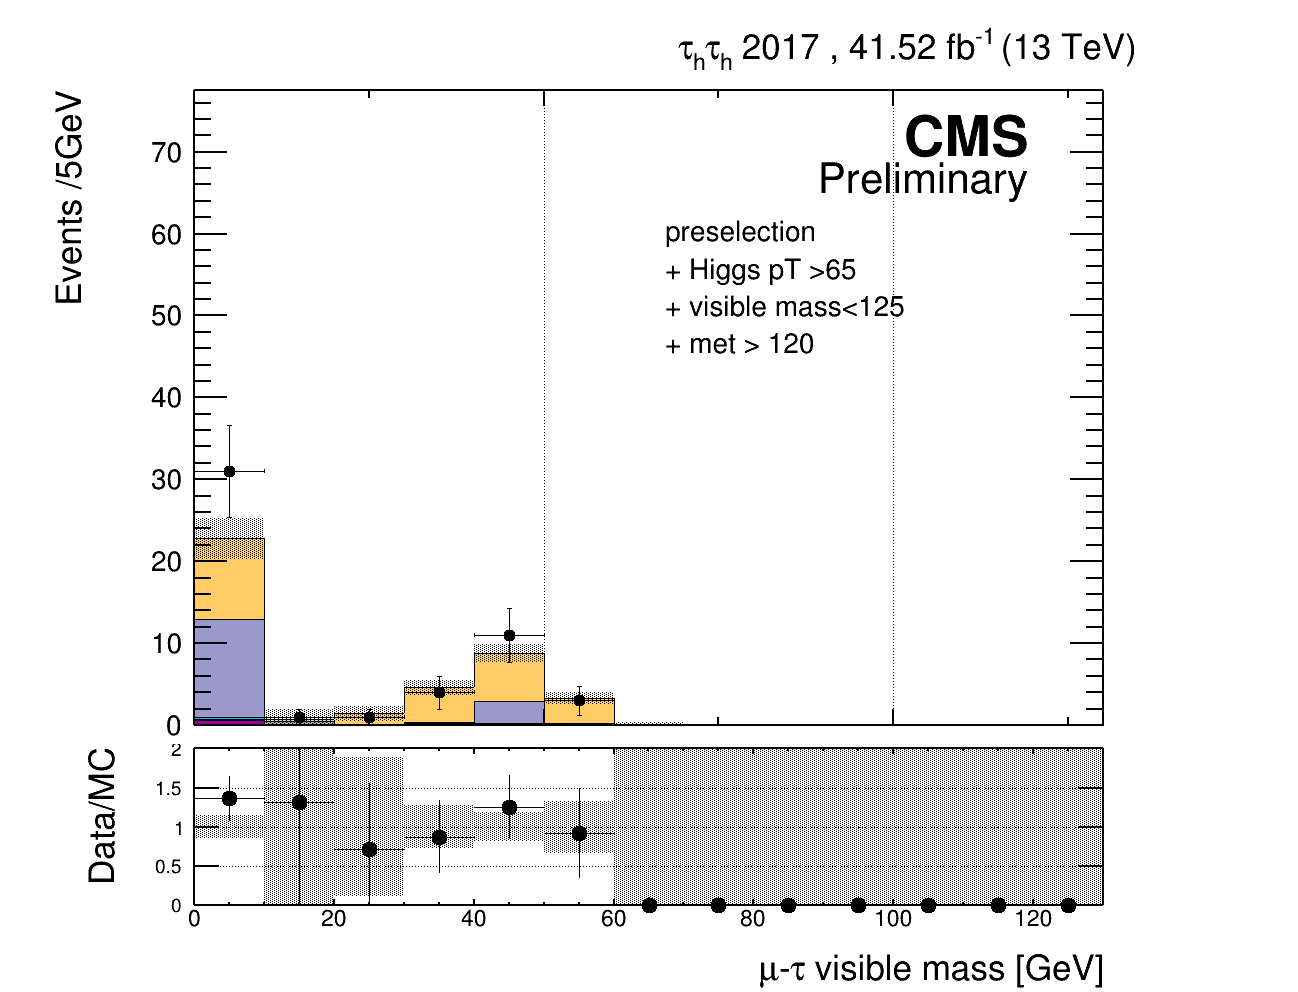 τhτh 2017 , 41.52 fb-1 (13 TeV)
Events /5GeV
CMS
Preliminary
preselection
+ Higgs pT >65
+ visible mass<125
+ met > 120
70
60
50
40
30
20
10
0
Data/MC
2
1.5
1
0.5
0
0 20 40 60 80 100 120
μ-τ visible mass [GeV]